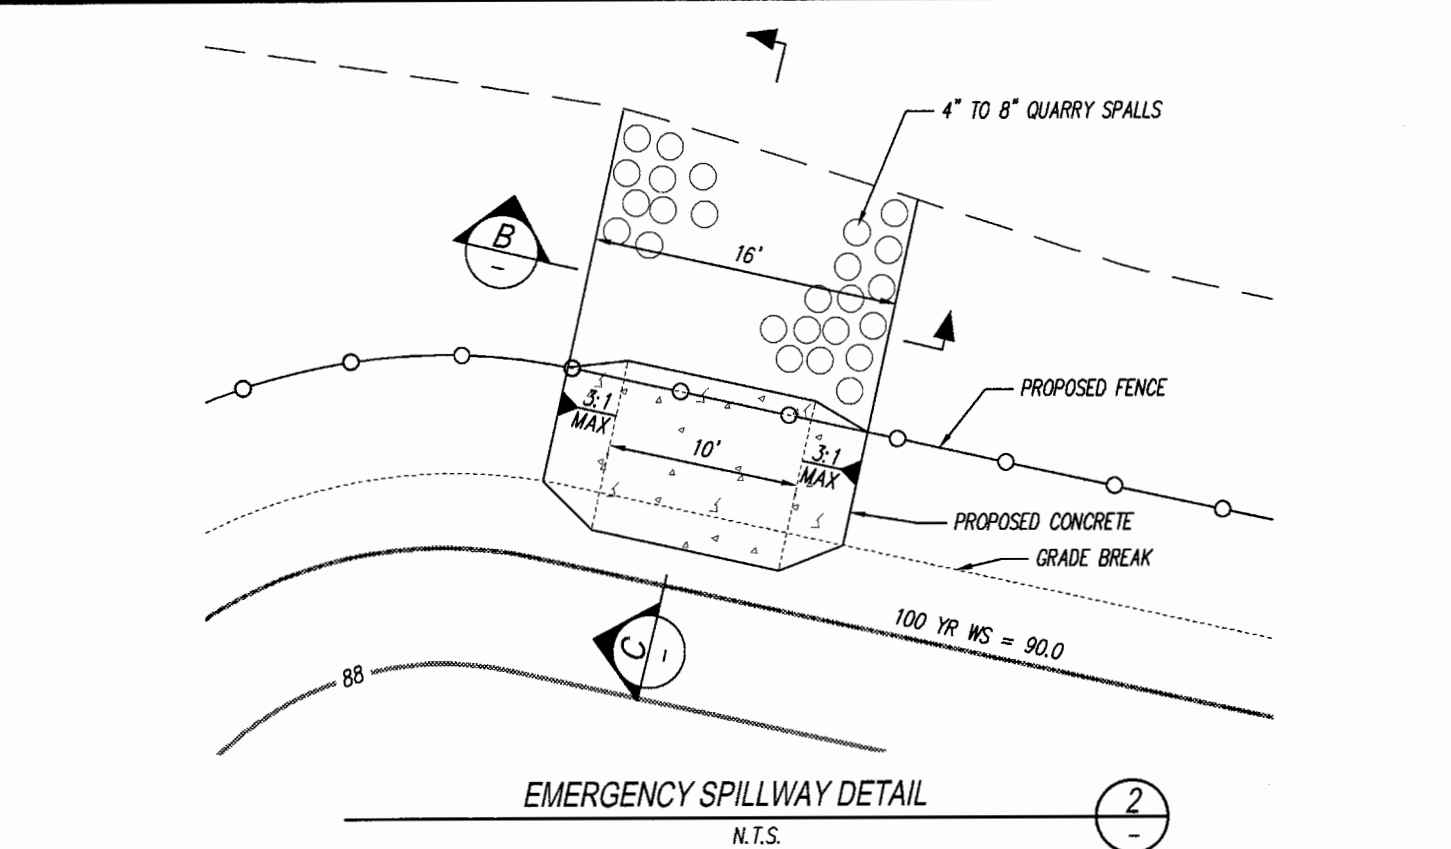 4" TO 8" QUARRY SPALLS
B
-
16'
PROPOSED FENCE
3:1
MAX
10'
3:1
MAX
PROPOSED CONCRETE
GRADE BREAK
100 YR WS = 90.0
C
-
88
EMERGENCY SPILLWAY DETAIL
2
-
N.T.S.